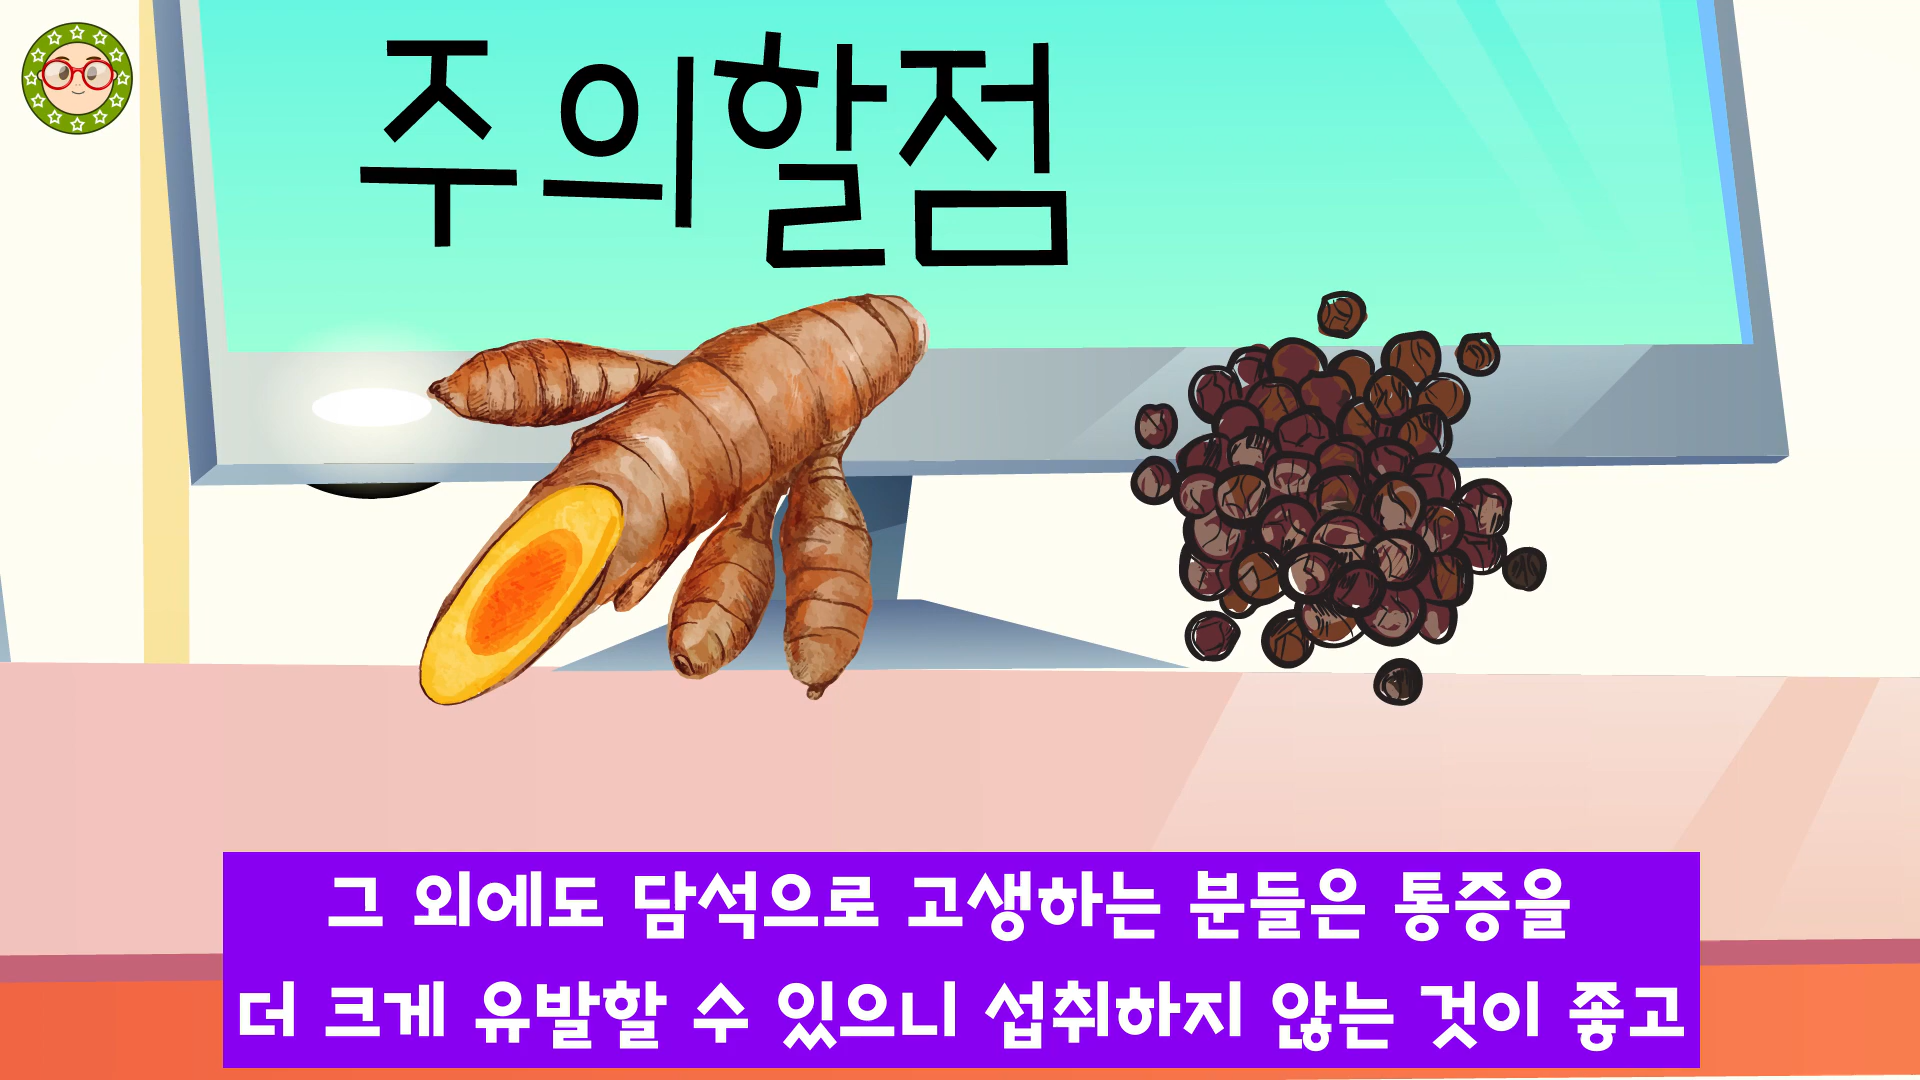 주의할점
그 외에도 담석으로 고생하는 분들은 통증을
더 크게 유발할 수 있으니 섭취하지 않는 것이 좋고